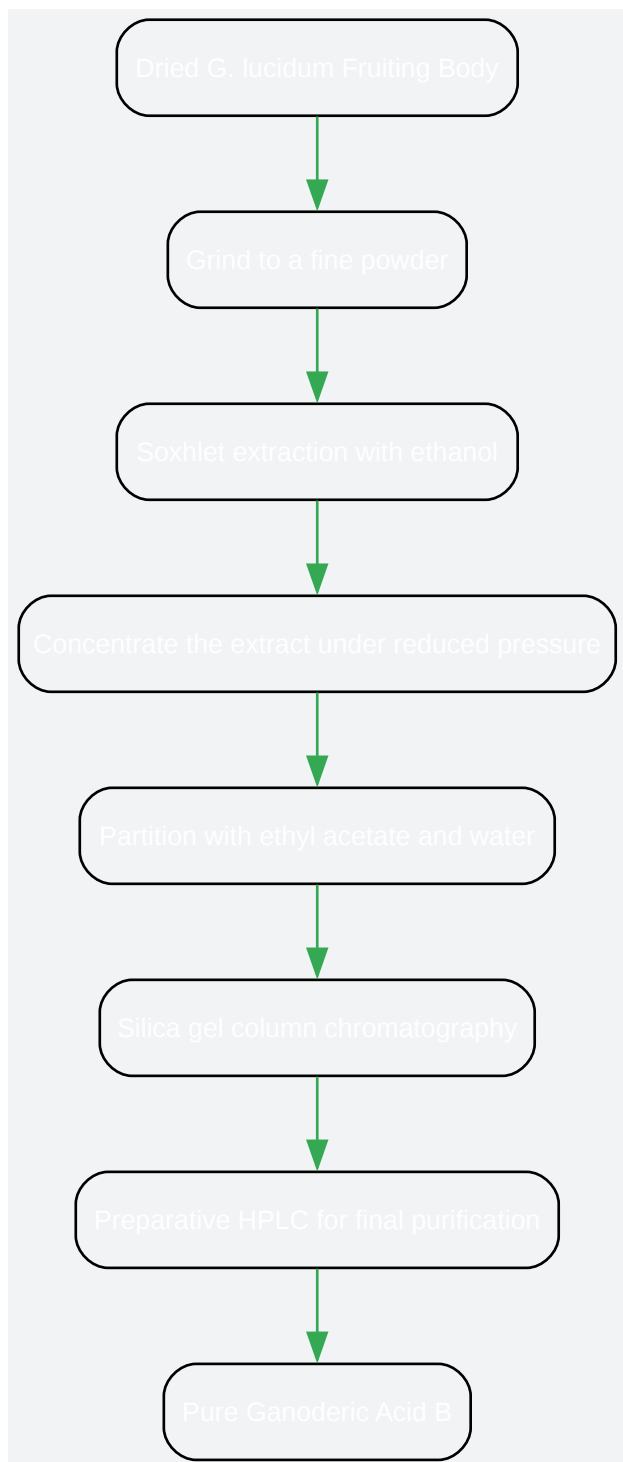 Dried G. lucidum Fruiting Body
Grind to a fine powder
Soxhlet extraction with ethanol
Concentrate the extract under reduced pressure
Partition with ethyl acetate and water
Silica gel column chromatography
Preparative HPLC for final purification
Pure Ganoderic Acid B